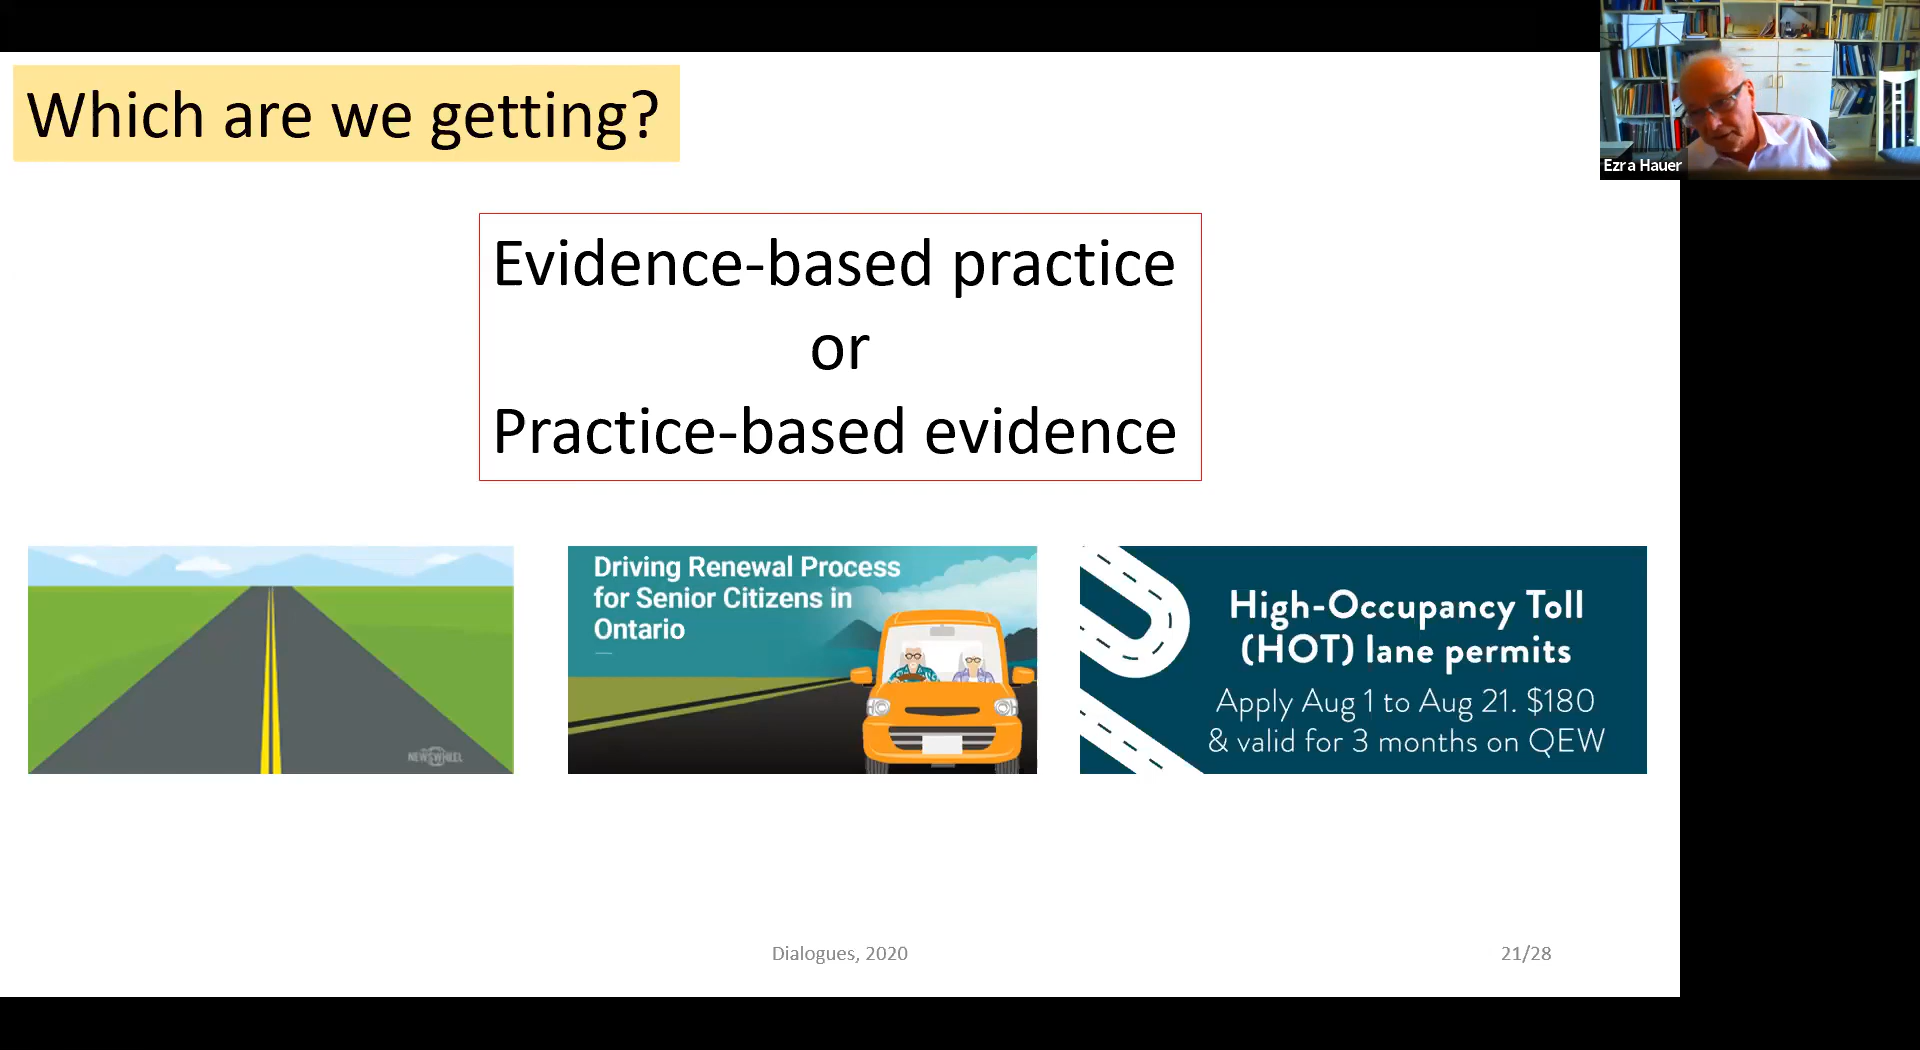 Which are we getting?
Ezra Hauer
Evidence-based practice
or
Practice-based evidence
NEWSWHEEL
Driving Renewal Process
for Senior Citizens in
Ontario
High-Occupancy Toll
(HOT) lane permits
Apply Aug 1 to Aug 21. $180
& valid for 3 months on QEW
Dialogues, 2020
21/28